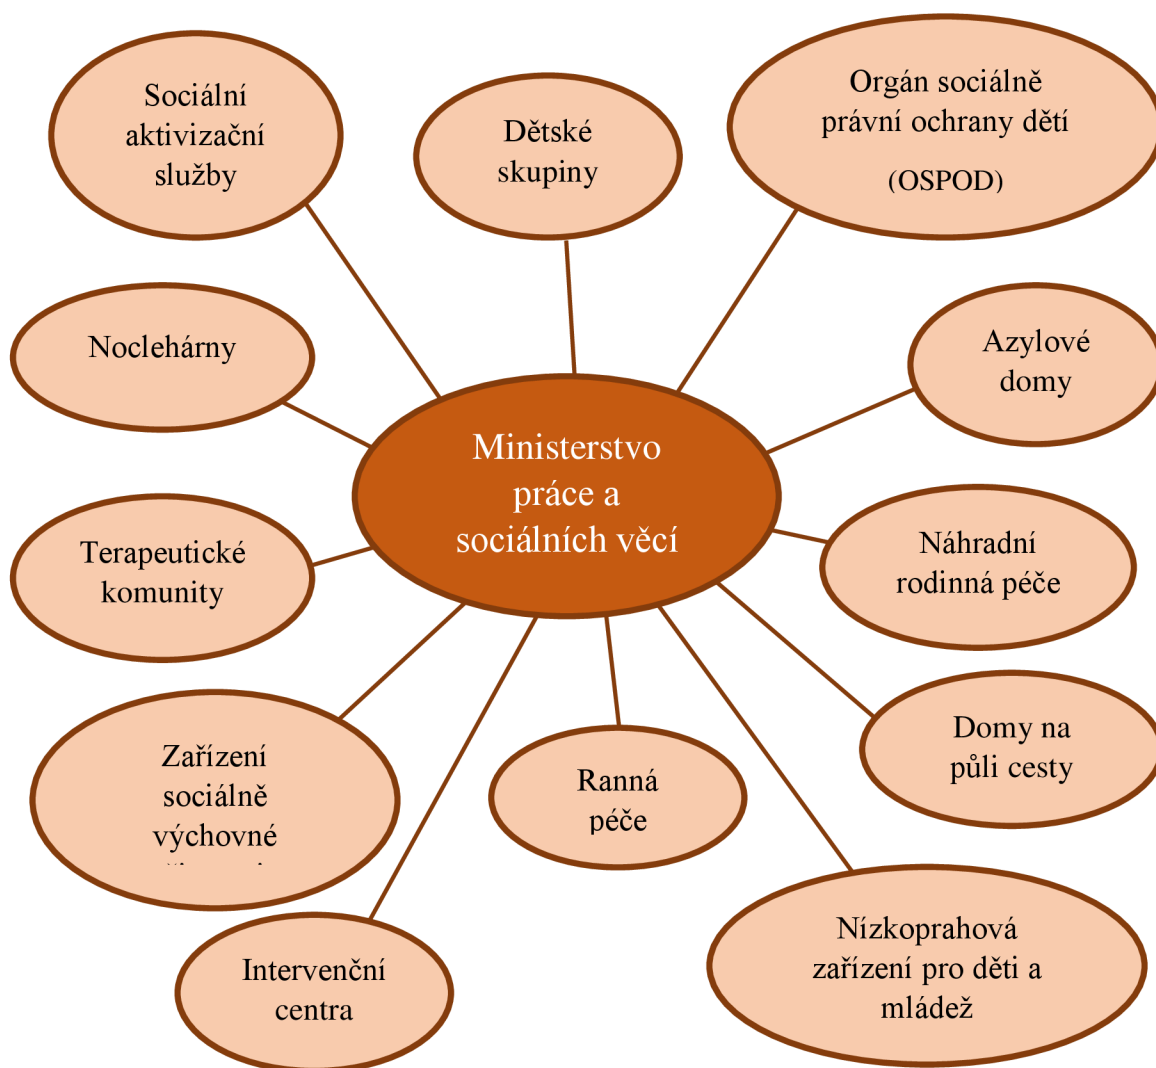 Sociální
aktivizační
služby
Dětské
skupiny
Orgán sociálně
právní ochrany dětí
(OSPOD)
Noclehárny
Azylové
domy
Ministerstvo
práce a
sociálních věcí
Terapeutické
komunity
Náhradní
rodinná péče
Zařízení
sociálně
výchovné
Ranná
péče
Domy na
půli cesty
Intervenční
centra
Nízkoprahová
zařízení pro děti a
mládež